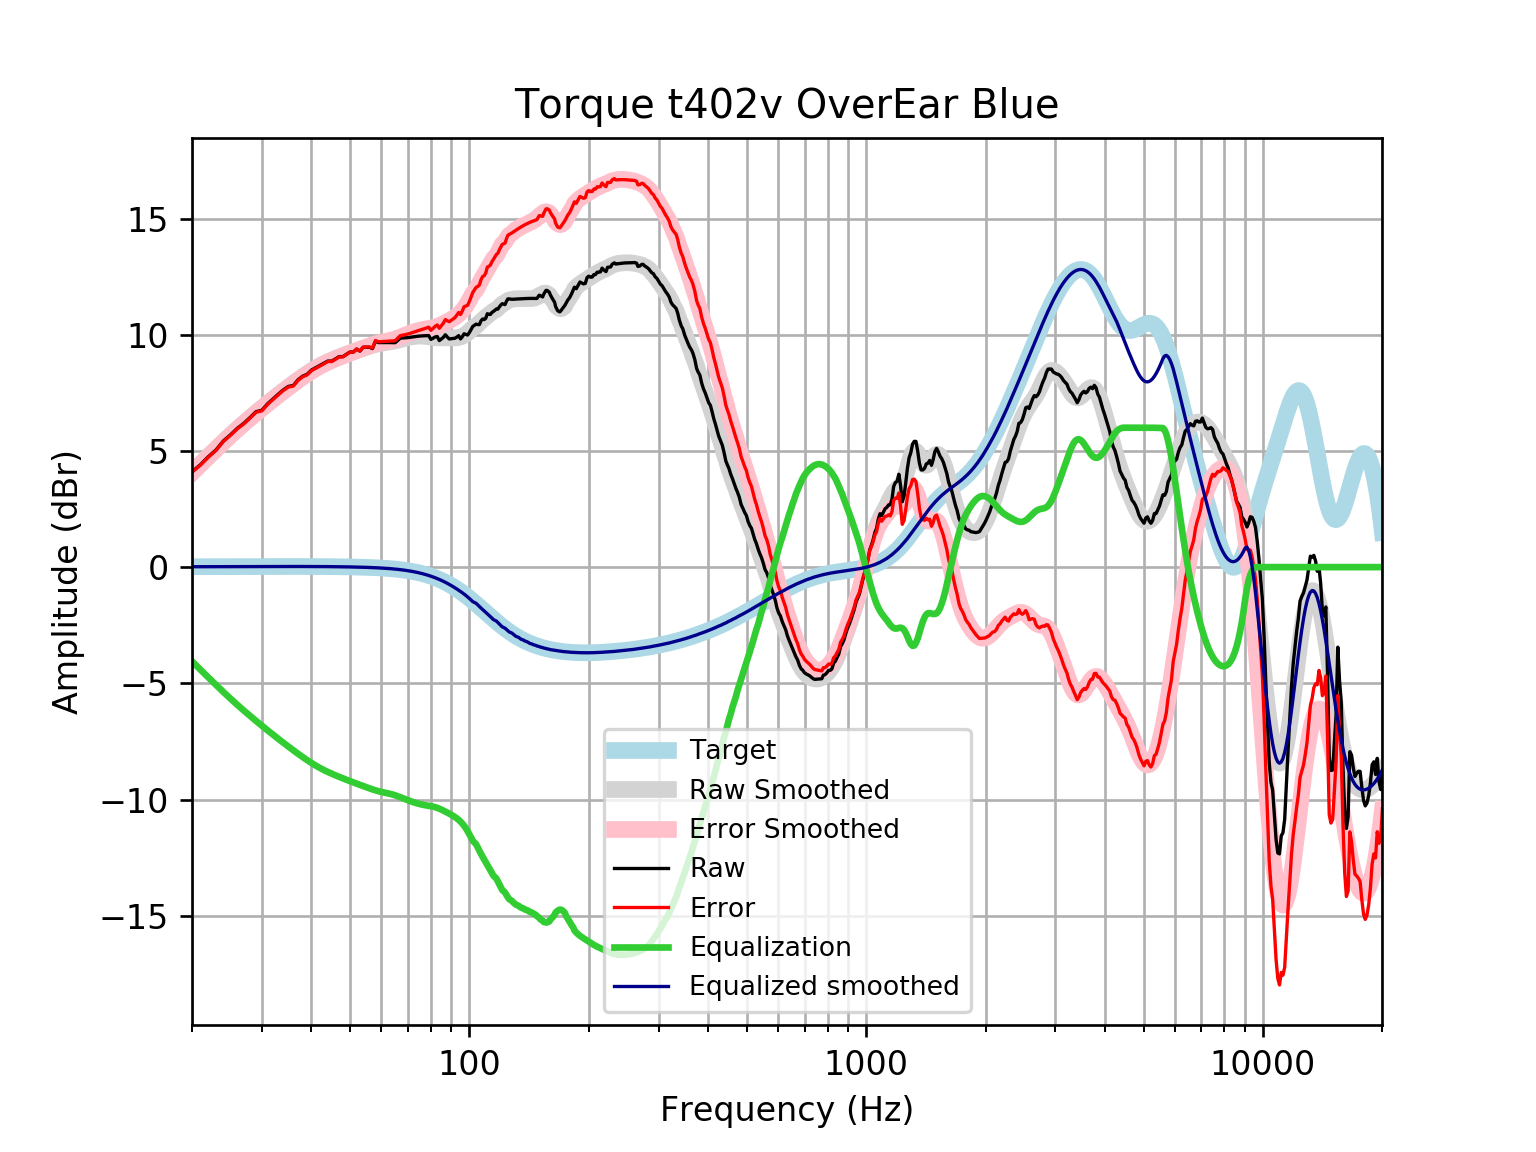 Torque t402v OverEar Blue
Amplitude (dBr)
15
10
5
0
−5
−10
−15
Target
Raw Smoothed
Error Smoothed
Raw
Error
Equalization
Equalized smoothed
100 1000 10000
Frequency (Hz)